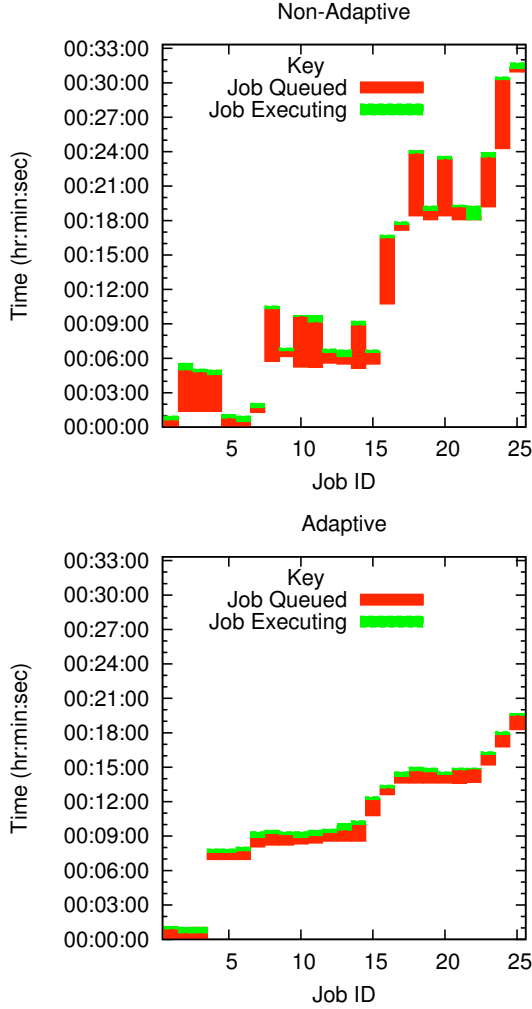 Non-Adaptive
Time (hr:min:sec)
00:33:00
00:30:00
00:27:00
00:24:00
00:21:00
00:18:00
00:15:00
00:12:00
00:09:00
00:06:00
00:03:00
00:00:00
Key
Job Queued
Job Executing
5 10 15 20 25
Job ID
Adaptive
Time (hr:min:sec)
00:33:00
00:30:00
00:27:00
00:24:00
00:21:00
00:18:00
00:15:00
00:12:00
00:09:00
00:06:00
00:03:00
00:00:00
Key
Job Queued
Job Executing
5 10 15 20 25
Job ID